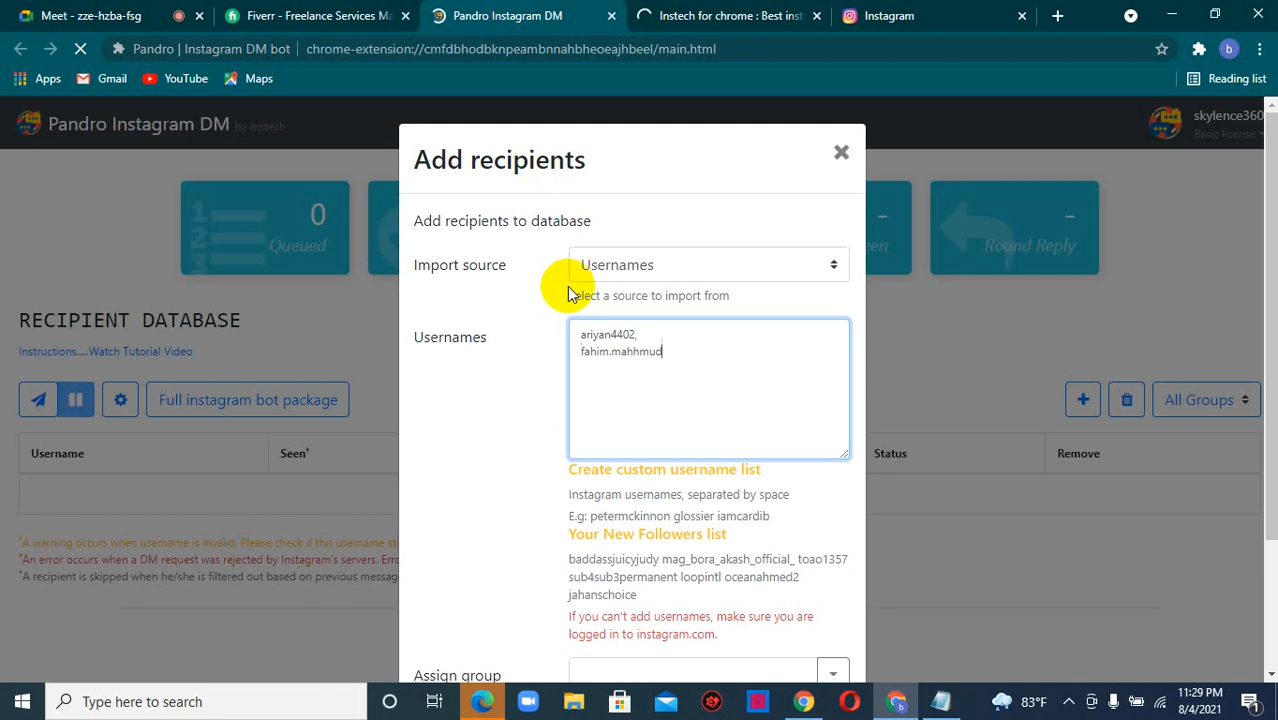 Meet - zze-hzba-fsg
Fiverr - Freelance Services Ma
Pandro | Instagram DM bot
Instech for chrome : Best inst
Instagram
Pandro | Instagram DM bot
chrome-extension://cmfdbhodbknpeambnnahbheoeajhbeel/main.html
b
Apps
Gmail
YouTube
Maps
Reading list
Pandro Instagram DM by Instech
skylence360
Basic license
Add recipients
0
Queued
Round Reply
Add recipients to database
Import source
Usernames
Select a source to import from
RECIPIENT DATABASE
Instructions.....Watch Tutorial Video
Usernames
ariyan4402,
fahim.mahhmud
Full instagram bot package
All Groups
Username
Seen
Status
Remove
Create custom username list
Instagram usernames, separated by space
E.g: petermckinnon glossier iamcardib
Your New Followers list
*A warning occurs when username is invalid. Please check if this username st
*An error occurs when a DM request was rejected by Instagram's servers. Erro
*A recipient is skipped when he/she is filtered out based on previous messag
baddassjuicyjudy mag_bora_akash_official_ toao1357
sub4sub3permanent loopintl oceanahmed2
jahanschoice
If you can't add usernames, make sure you are
logged in to instagram.com.
Assign group
Type here to search
83°F
11:29 PM
8/4/2021